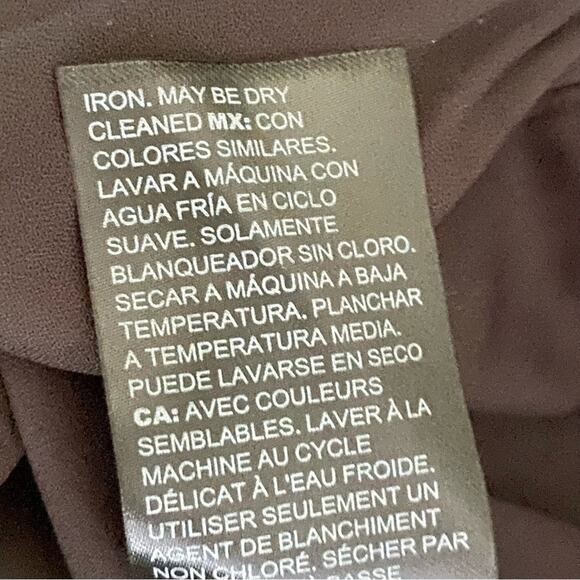 IRON. MAY BE DRY
CLEANED MX: CON
COLORES SIMILARES.
LAVAR A MÁQUINA CON
AGUA FRÍA EN CICLO
SUAVE. SOLAMENTE
BLANQUEADOR SIN CLORO.
SECAR A MÁQUINA A BAJA
TEMPERATURA. PLANCHAR
A TEMPERATURA MEDIA.
PUEDE LAVARSE EN SECO
CA: AVEC COULEURS
SEMBLABLES. LAVER À LA
MACHINE AU CYCLE
DÉLICAT À L'EAU FROIDE.
UTILISER SEULEMENT UN
AGENT DE BLANCHIMENT
NON CHLORÉ. SÉCHER PAR